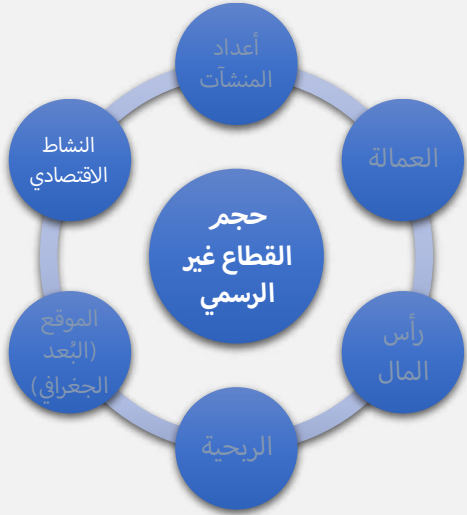 أعداد
المنشآت
العمالة
رأس
المال
الربحية
الموقع
(البُعد
الجغرافي)
النشاط
الاقتصادي
حجم
القطاع غير
الرسمي